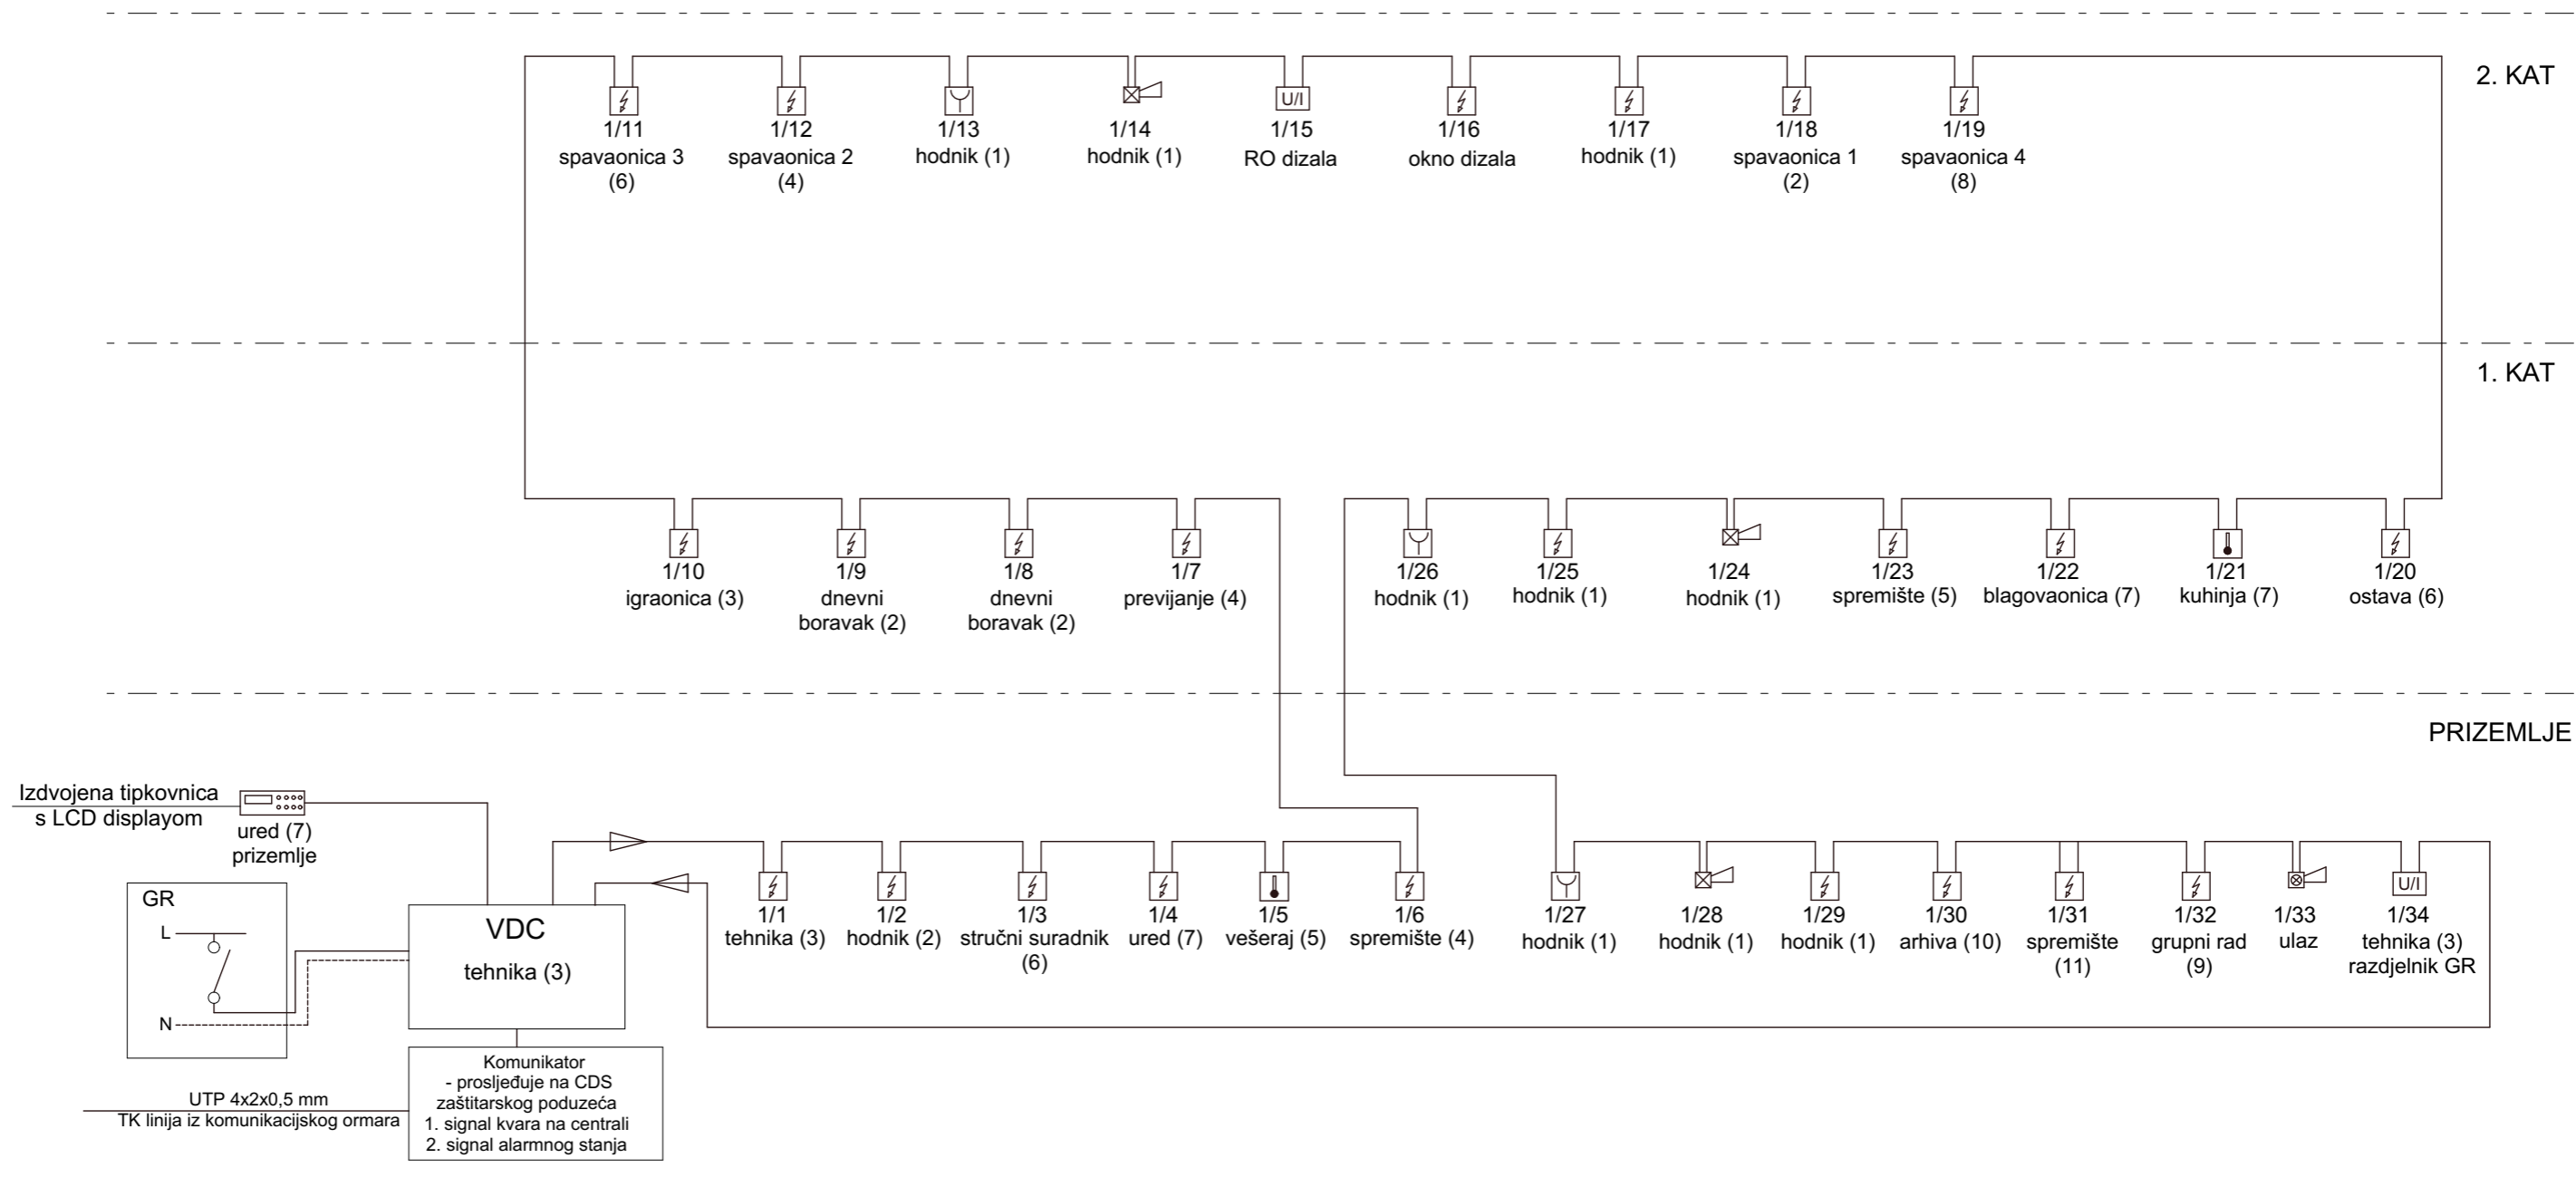 2. KAT
1/11
spavaonica 3
(6)
1/12
spavaonica 2
(4)
1/13
hodnik (1)
1/14
hodnik (1)
U/I
1/15
RO dizala
1/16
okno dizala
1/17
hodnik (1)
1/18
spavaonica 1
(2)
1/19
spavaonica 4
(8)
1. KAT
1/10
igraonica (3)
1/9
dnevni
boravak (2)
1/8
dnevni
boravak (2)
1/7
previjanje (4)
1/26
hodnik (1)
1/25
hodnik (1)
1/24
hodnik (1)
1/23
spremište (5)
1/22
blagovaonica (7)
1/21
kuhinja (7)
1/20
ostava (6)
PRIZEMLJE
Izdvojena tipkovnica
s LCD displayom
ured (7)
prizemlje
GR
L
N
VDC
tehnika (3)
1/1
tehnika (3)
1/2
hodnik (2)
1/3
stručni suradnik
(6)
1/4
ured (7)
1/5
vešeraj (5)
1/6
spremište (4)
1/27
hodnik (1)
1/28
hodnik (1)
1/29
hodnik (1)
1/30
arhiva (10)
1/31
spremište
(11)
1/32
grupni rad
(9)
1/33
ulaz
U/I
1/34
tehnika (3)
razdjelnik GR
Komunikator
- prosljeđuje na CDS
zaštitarskog poduzeća
1. signal kvara na centrali
2. signal alarmnog stanja
UTP 4x2x0,5 mm
TK linija iz komunikacijskog ormara